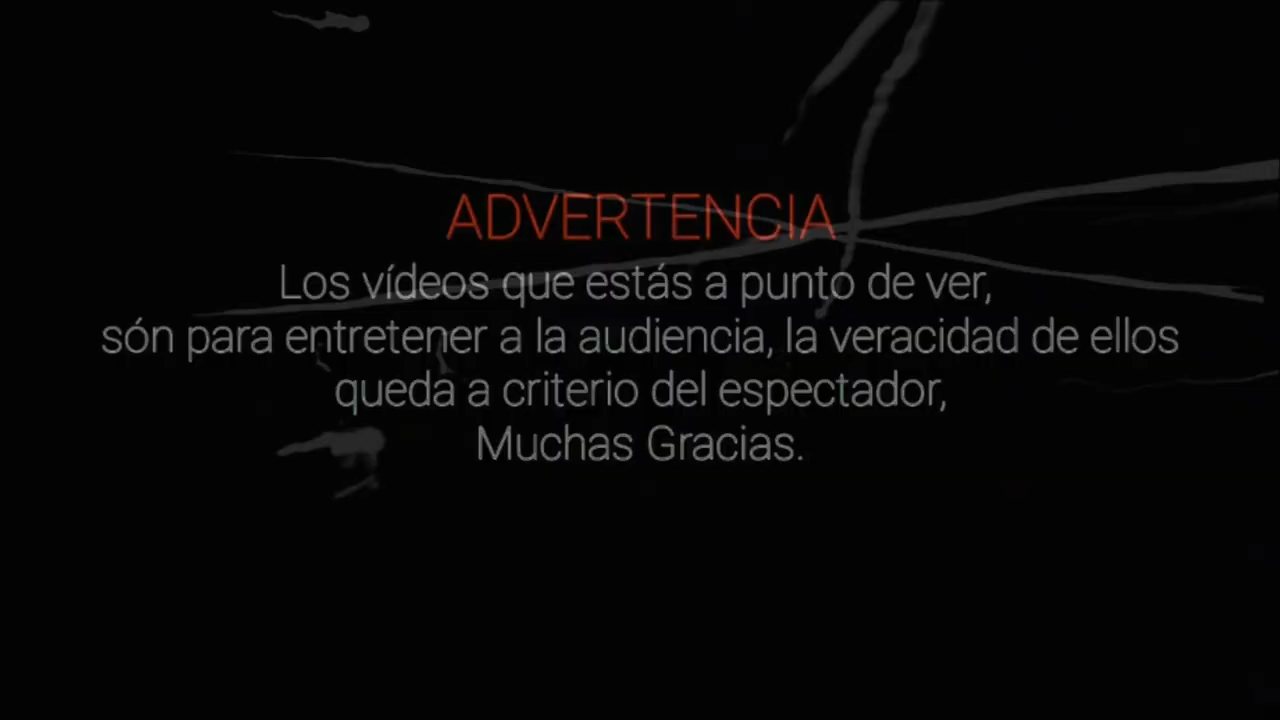 ADVERTENCIA
Los vídeos que estás a punto de ver,
són para entretener a la audiencia, la veracidad de ellos
queda a criterio del espectador,
Muchas Gracias.